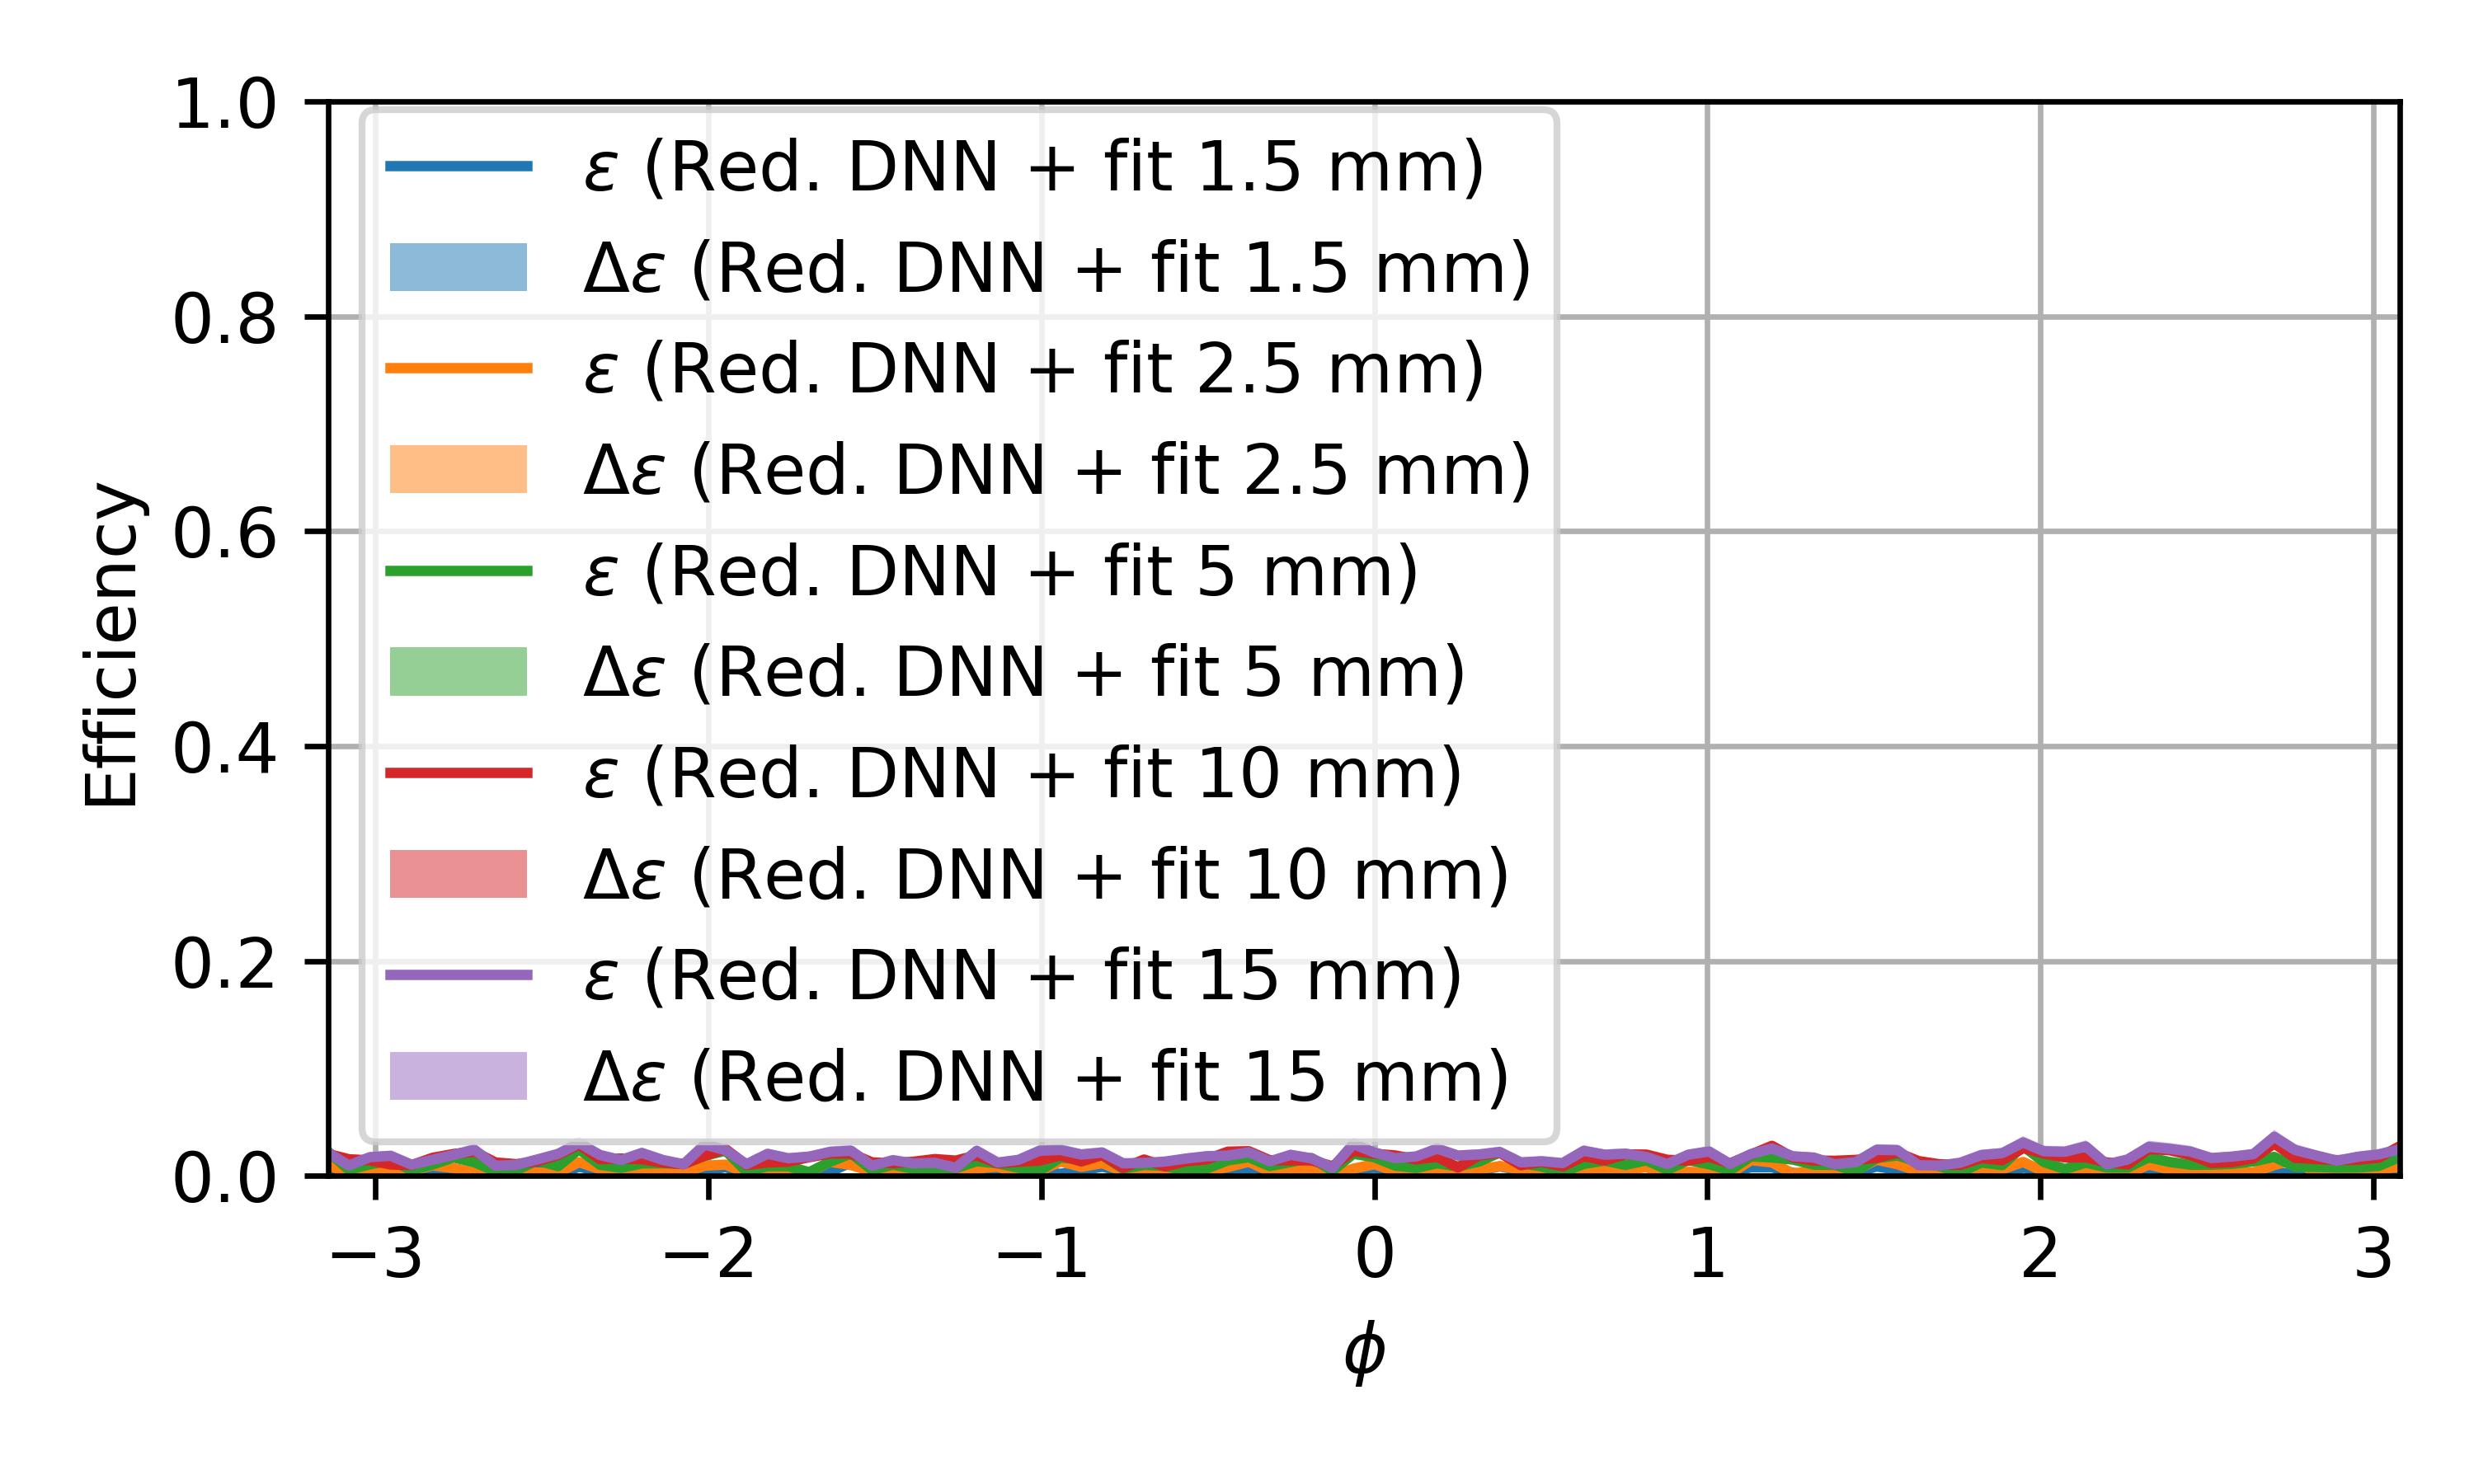 1.0
0.8
0.6
0.4
0.2
0.0
Efficiency
ε (Red. DNN + fit 1.5 mm)
Δε (Red. DNN + fit 1.5 mm)
ε (Red. DNN + fit 2.5 mm)
Δε (Red. DNN + fit 2.5 mm)
ε (Red. DNN + fit 5 mm)
Δε (Red. DNN + fit 5 mm)
ε (Red. DNN + fit 10 mm)
Δε (Red. DNN + fit 10 mm)
ε (Red. DNN + fit 15 mm)
Δε (Red. DNN + fit 15 mm)
−3 −2 −1 0 1 2 3
ϕ